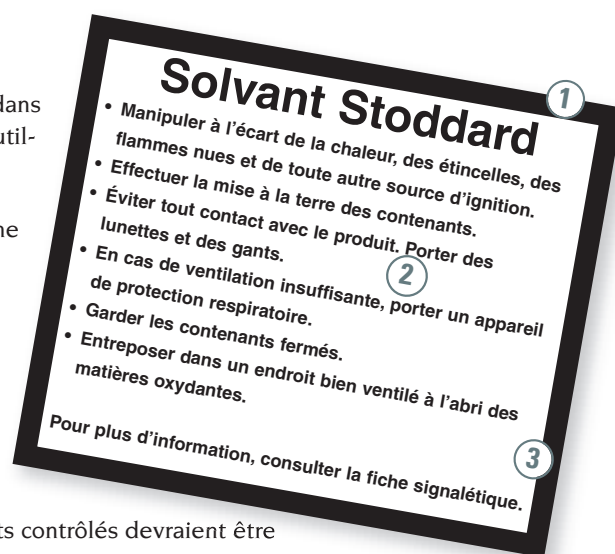 dans
util-
ne
Solvant Stoddard
1
• Manipuler à l'écart de la chaleur, des étincelles, des
flammes nues et de toute autre source d'ignition.
• Effectuer la mise à la terre des contenants.
• Éviter tout contact avec le produit. Porter des
lunettes et des gants.
2
• En cas de ventilation insuffisante, porter un appareil
de protection respiratoire.
• Garder les contenants fermés.
• Entreposer dans un endroit bien ventilé à l'abri des
matières oxydantes.
Pour plus d'information, consulter la fiche signalétique.
3
ts contrôlés devraient être